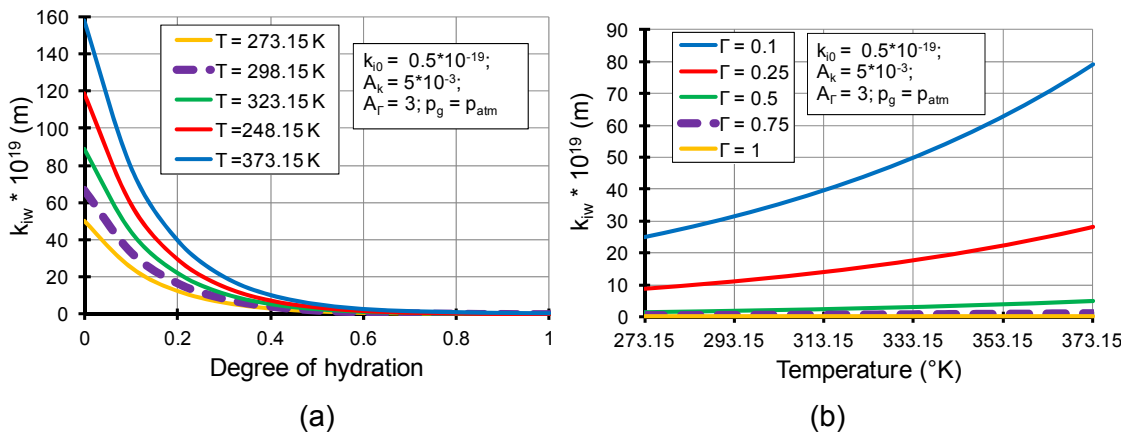 k_iw * 10^19 (m)
160
140
120
100
80
60
40
20
0
T = 273.15 K
T = 298.15 K
T = 323.15 K
T = 248.15 K
T =373.15 K
k_i0 = 0.5*10^-19;
A_k = 5*10^-3;
A_Γ = 3; p_g = p_atm
0 0.2 0.4 0.6 0.8 1
Degree of hydration
(a)
k_iw * 10^19 (m)
90
80
70
60
50
40
30
20
10
0
Γ = 0.1
Γ = 0.25
Γ = 0.5
Γ = 0.75
Γ = 1
k_i0 = 0.5*10^-19;
A_k = 5*10^-3;
A_Γ = 3; p_g = p_atm
273.15 293.15 313.15 333.15 353.15 373.15
Temperature (°K)
(b)